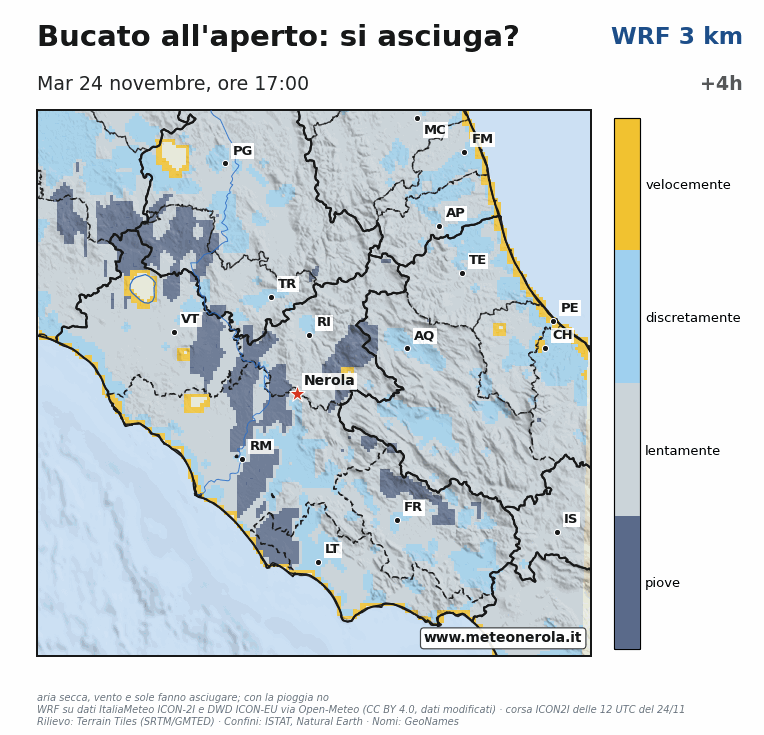 Bucato all'aperto: si asciuga?
WRF 3 km
Mar 24 novembre, ore 17:00
+4h
MC
FM
PG
AP
TE
TR
PE
VT
RI
AQ
CH
Nerola
RM
FR
IS
LT
www.meteonerola.it
velocemente
discretamente
lentamente
piove
aria secca, vento e sole fanno asciugare; con la pioggia no
WRF su dati ItaliaMeteo ICON-2I e DWD ICON-EU via Open-Meteo (CC BY 4.0, dati modificati) · corsa ICON2I delle 12 UTC del 24/11
Rilievo: Terrain Tiles (SRTM/GMTED) · Confini: ISTAT, Natural Earth · Nomi: GeoNames